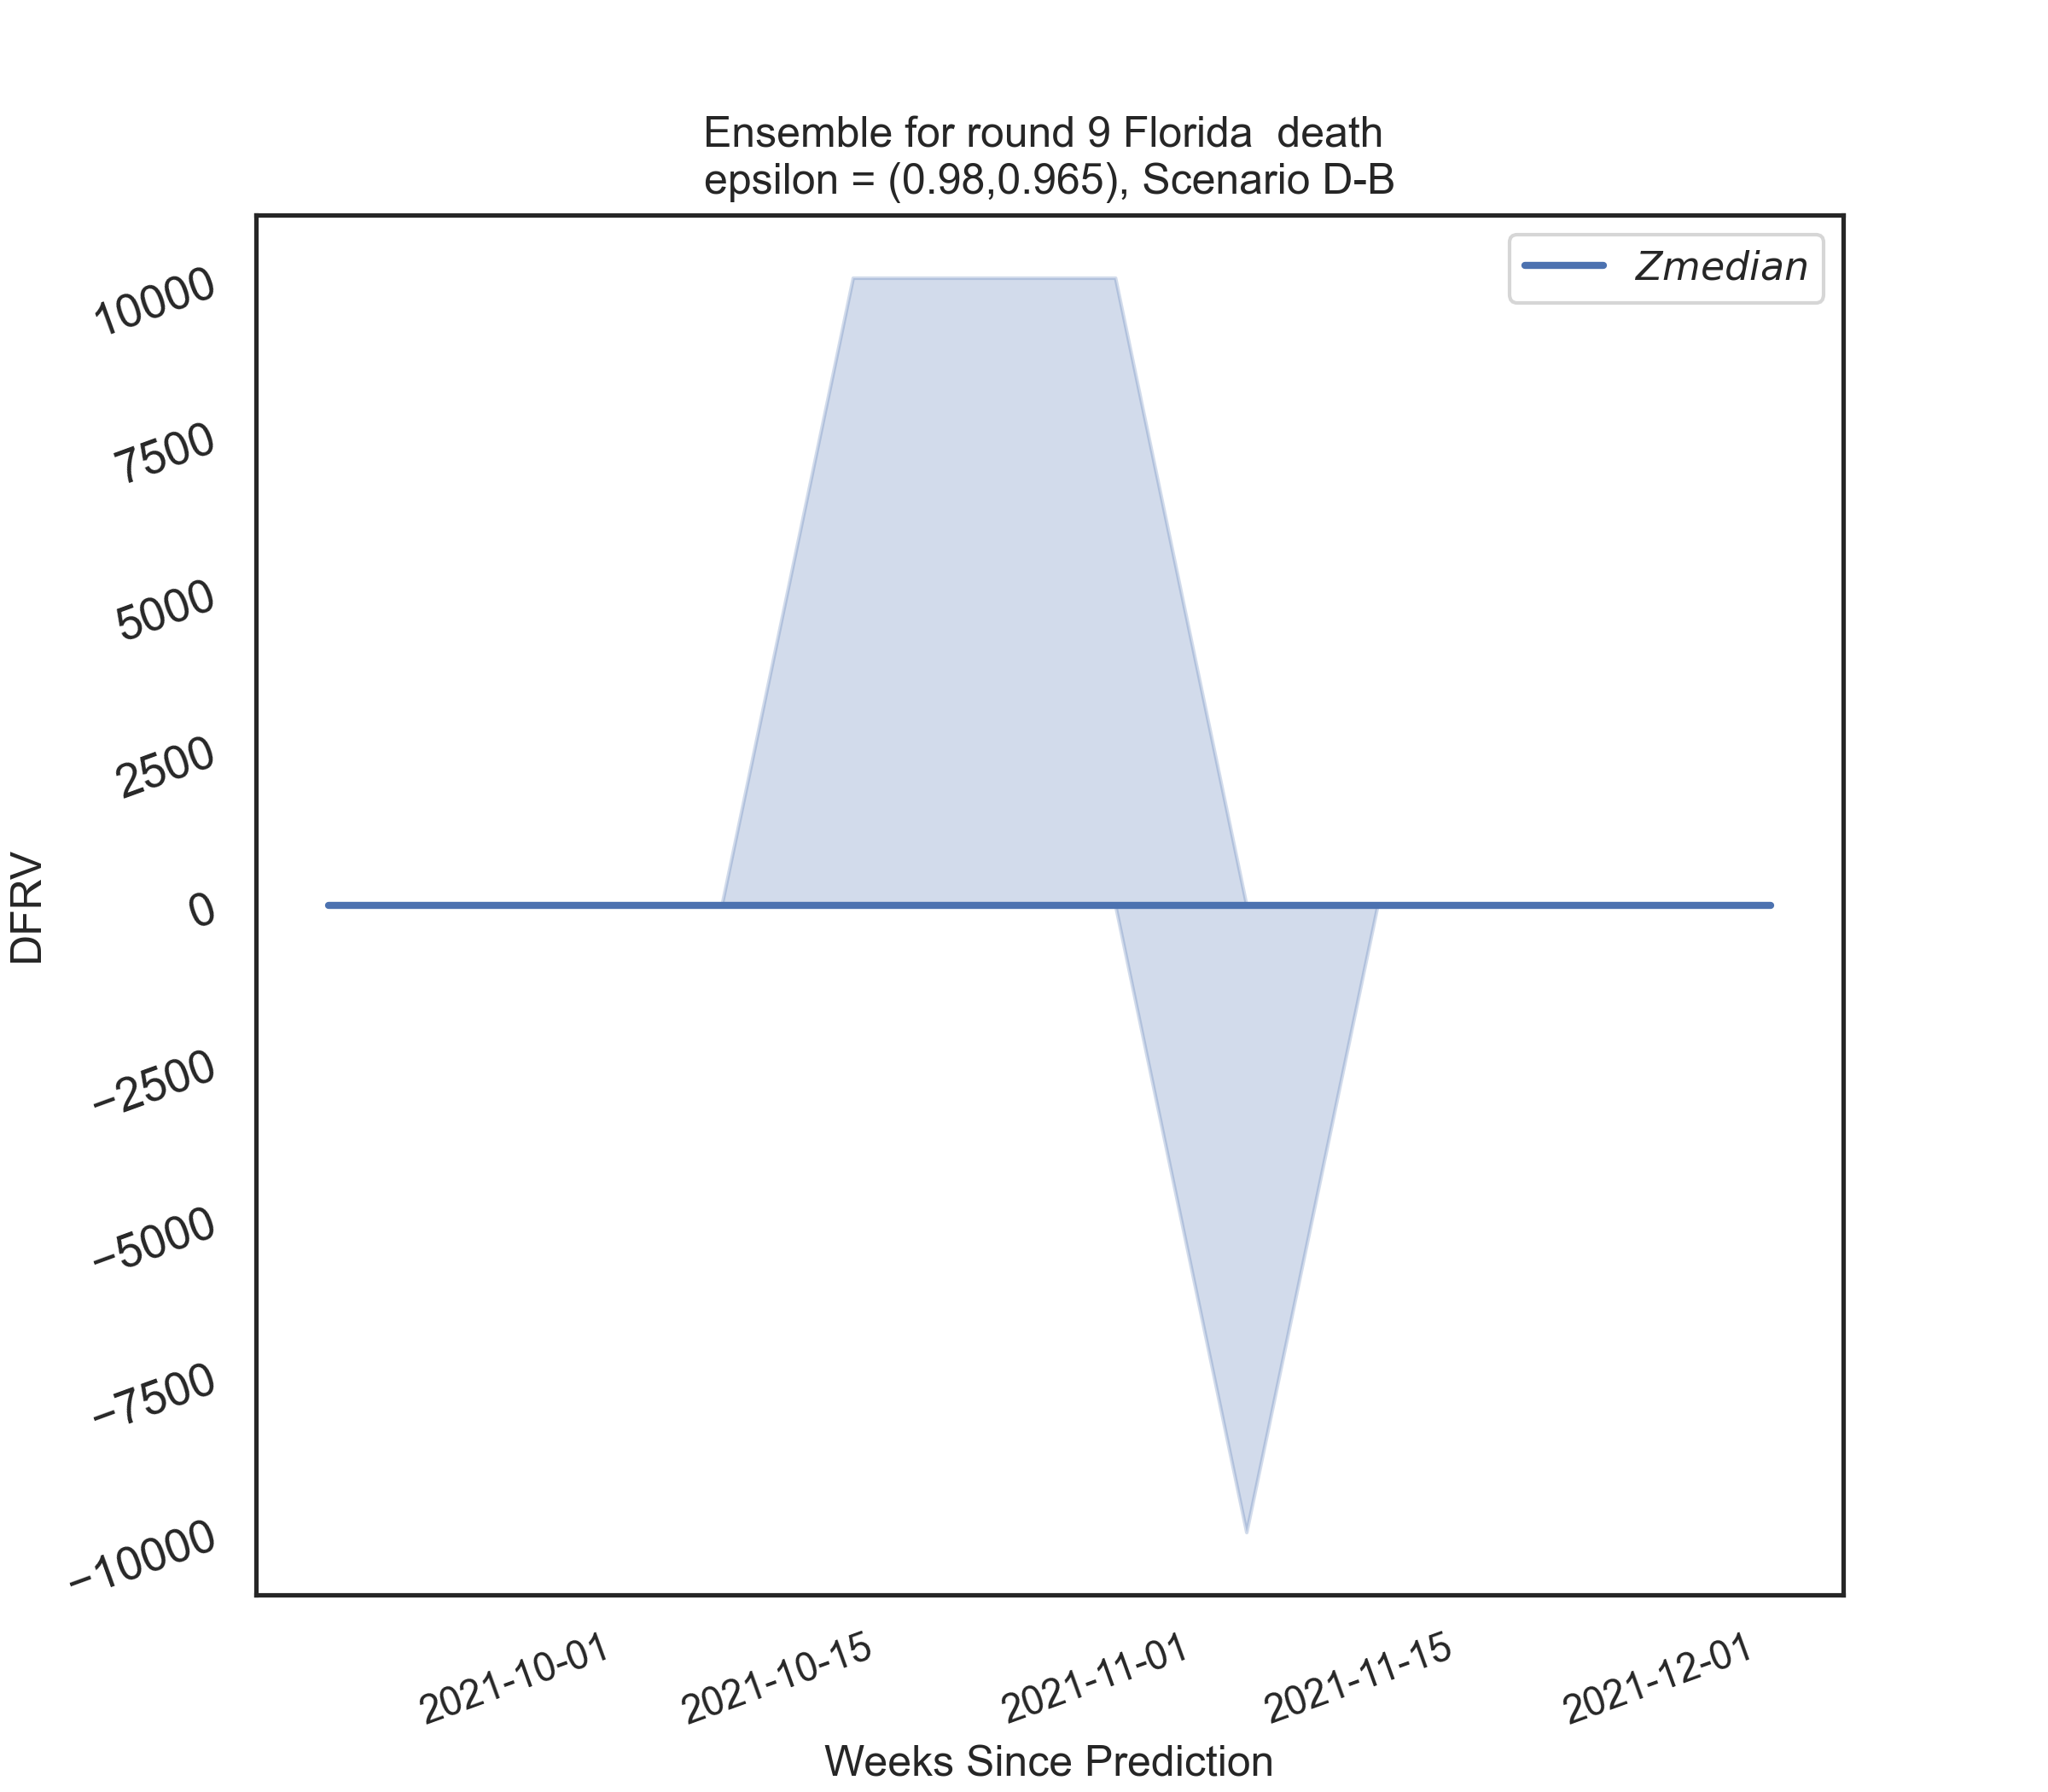 Ensemble for round 9 Florida  death
epsilon = (0.98,0.965), Scenario D-B
Zmedian
10000
7500
5000
2500
0
−2500
−5000
−7500
−10000
DFRV
2021-10-01
2021-10-15
2021-11-01
2021-11-15
2021-12-01
Weeks Since Prediction